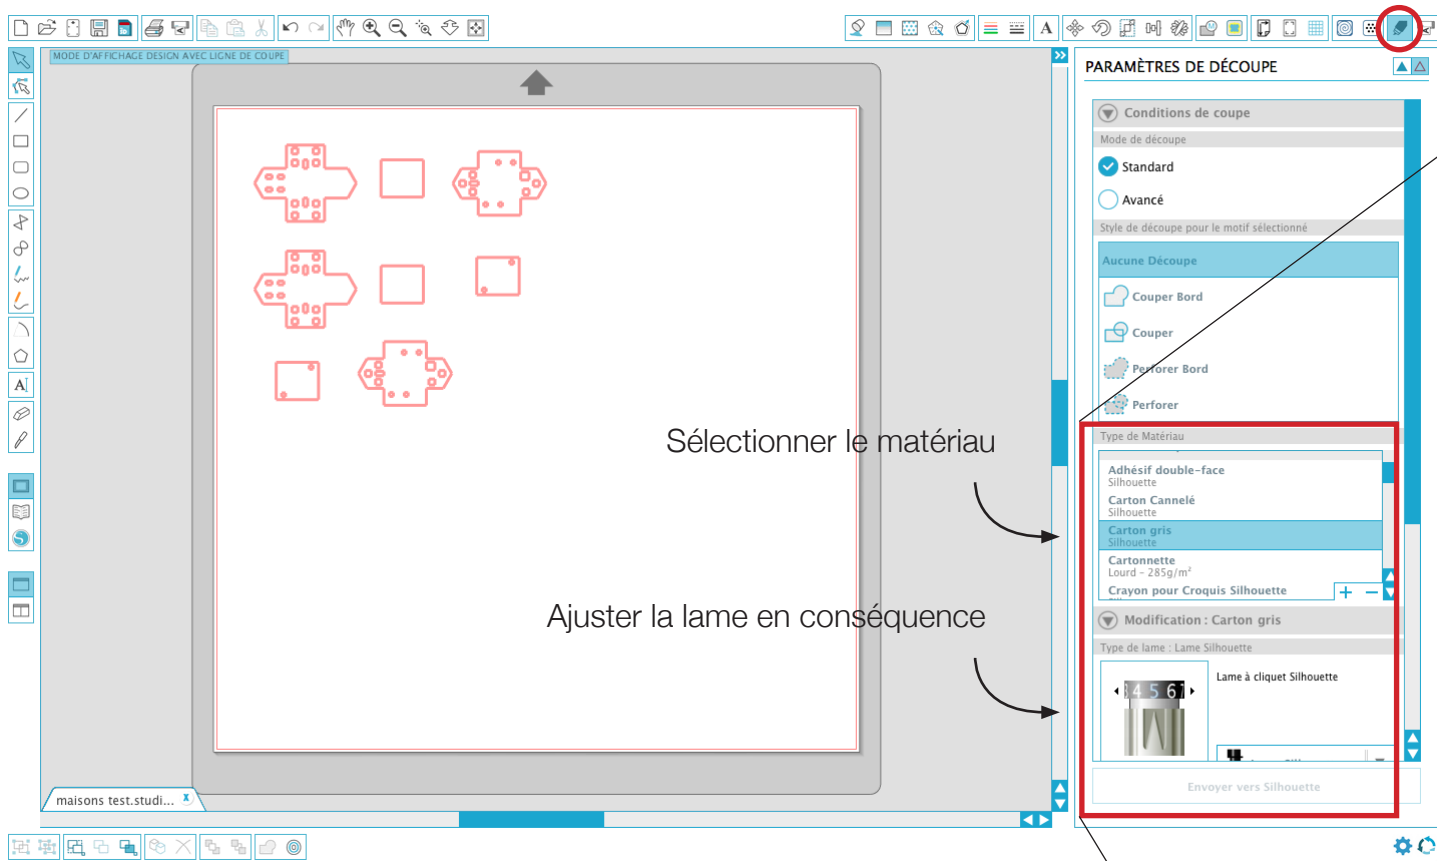 MODE D'AFFICHAGE DESIGN AVEC LIGNE DE COUPE
PARAMÈTRES DE DÉCOUPE
Conditions de coupe
Mode de découpe
Standard
Avancé
Style de découpe pour le motif sélectionné
Aucune Découpe
Couper Bord
Couper
Perforer Bord
Perforer
Sélectionner le matériau
Type de Matériau
Adhésif double-face
Silhouette
Carton Cannelé
Silhouette
Carton gris
Silhouette
Cartonnette
Lourd - 285g/m²
Crayon pour Croquis Silhouette
Ajuster la lame en conséquence
Modification : Carton gris
Type de lame : Lame Silhouette
Lame à cliquet Silhouette
4 5 6
Envoyer vers Silhouette
maisons test.studi...